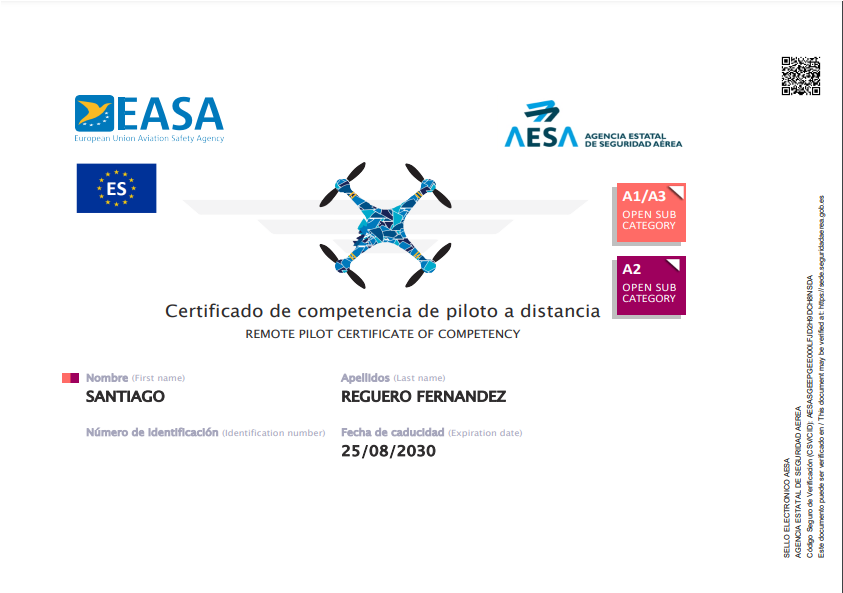 EASA
European Union Aviation Safety Agency
AESA
AGENCIA ESTATAL
DE SEGURIDAD AÉREA
ES
A1/A3
OPEN SUB
CATEGORY
A2
OPEN SUB
CATEGORY
Certificado de competencia de piloto a distancia
REMOTE PILOT CERTIFICATE OF COMPETENCY
Nombre (First name)
Apellidos (Last name)
SANTIAGO
REGUERO FERNANDEZ
Número de identificación (Identification number)
Fecha de caducidad (Expiration date)
25/08/2030
SELLO ELECTRONICO AESA
AGENCIA ESTATAL DE SEGURIDAD AEREA
Código Seguro de Verificación (CSV/CID):
Este documento puede ser verificado en / This document may be verified at: https://sede.seguridadaerea.gob.es